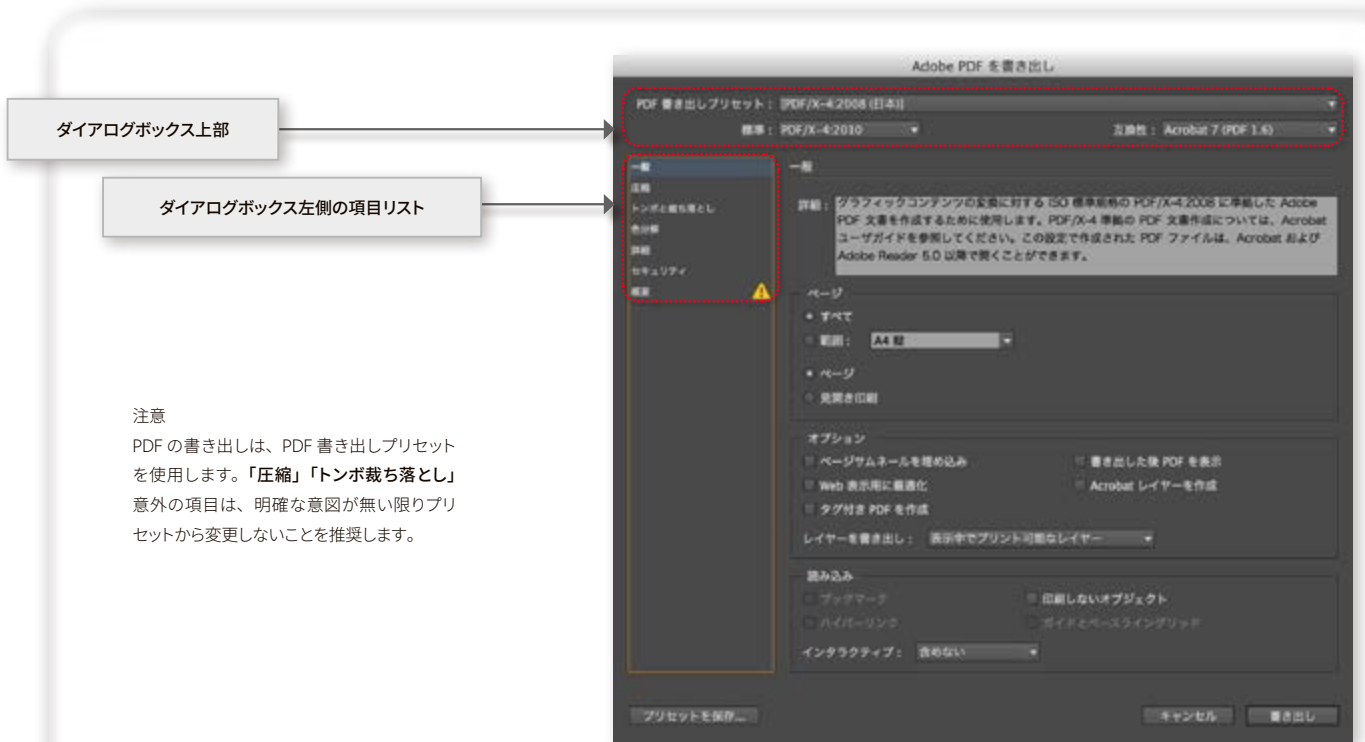 Adobe PDF を書き出し
ダイアログボックス上部
PDF 書き出しプリセット： [PDF/X-4:2008 (日本)]
標準： PDF/X-4:2010
互換性： Acrobat 7 (PDF 1.6)
ダイアログボックス左側の項目リスト
一般
圧縮
トンボと裁ち落とし
色分解
詳細
セキュリティ
概要
一般
詳細： グラフィックコンテンツの変換に対する ISO 標準規格の PDF/X-4:2008 に準拠した Adobe
PDF 文書を作成するために使用します。PDF/X-4 準拠の PDF 文書作成については、Acrobat
ユーザガイドを参照してください。この設定で作成された PDF ファイルは、Acrobat および
Adobe Reader 5.0 以降で開くことができます。
ページ
すべて
範囲： A4 縦
ページ
見開き印刷
注意
PDF の書き出しは、PDF 書き出しプリセット
を使用します。「圧縮」「トンボ裁ち落とし」
意外の項目は、明確な意図が無い限りプリ
セットから変更しないことを推奨します。
オプション
ページサムネールを埋め込み
書き出した後 PDF を表示
Web 表示用に最適化
Acrobat レイヤーを作成
タグ付き PDF を作成
レイヤーを書き出し： 表示中でプリント可能なレイヤー
読み込み
ブックマーク
印刷しないオブジェクト
ハイパーリンク
ガイドとベースライングリッド
インタラクティブ： 含めない
プリセットを保存...
キャンセル
書き出し